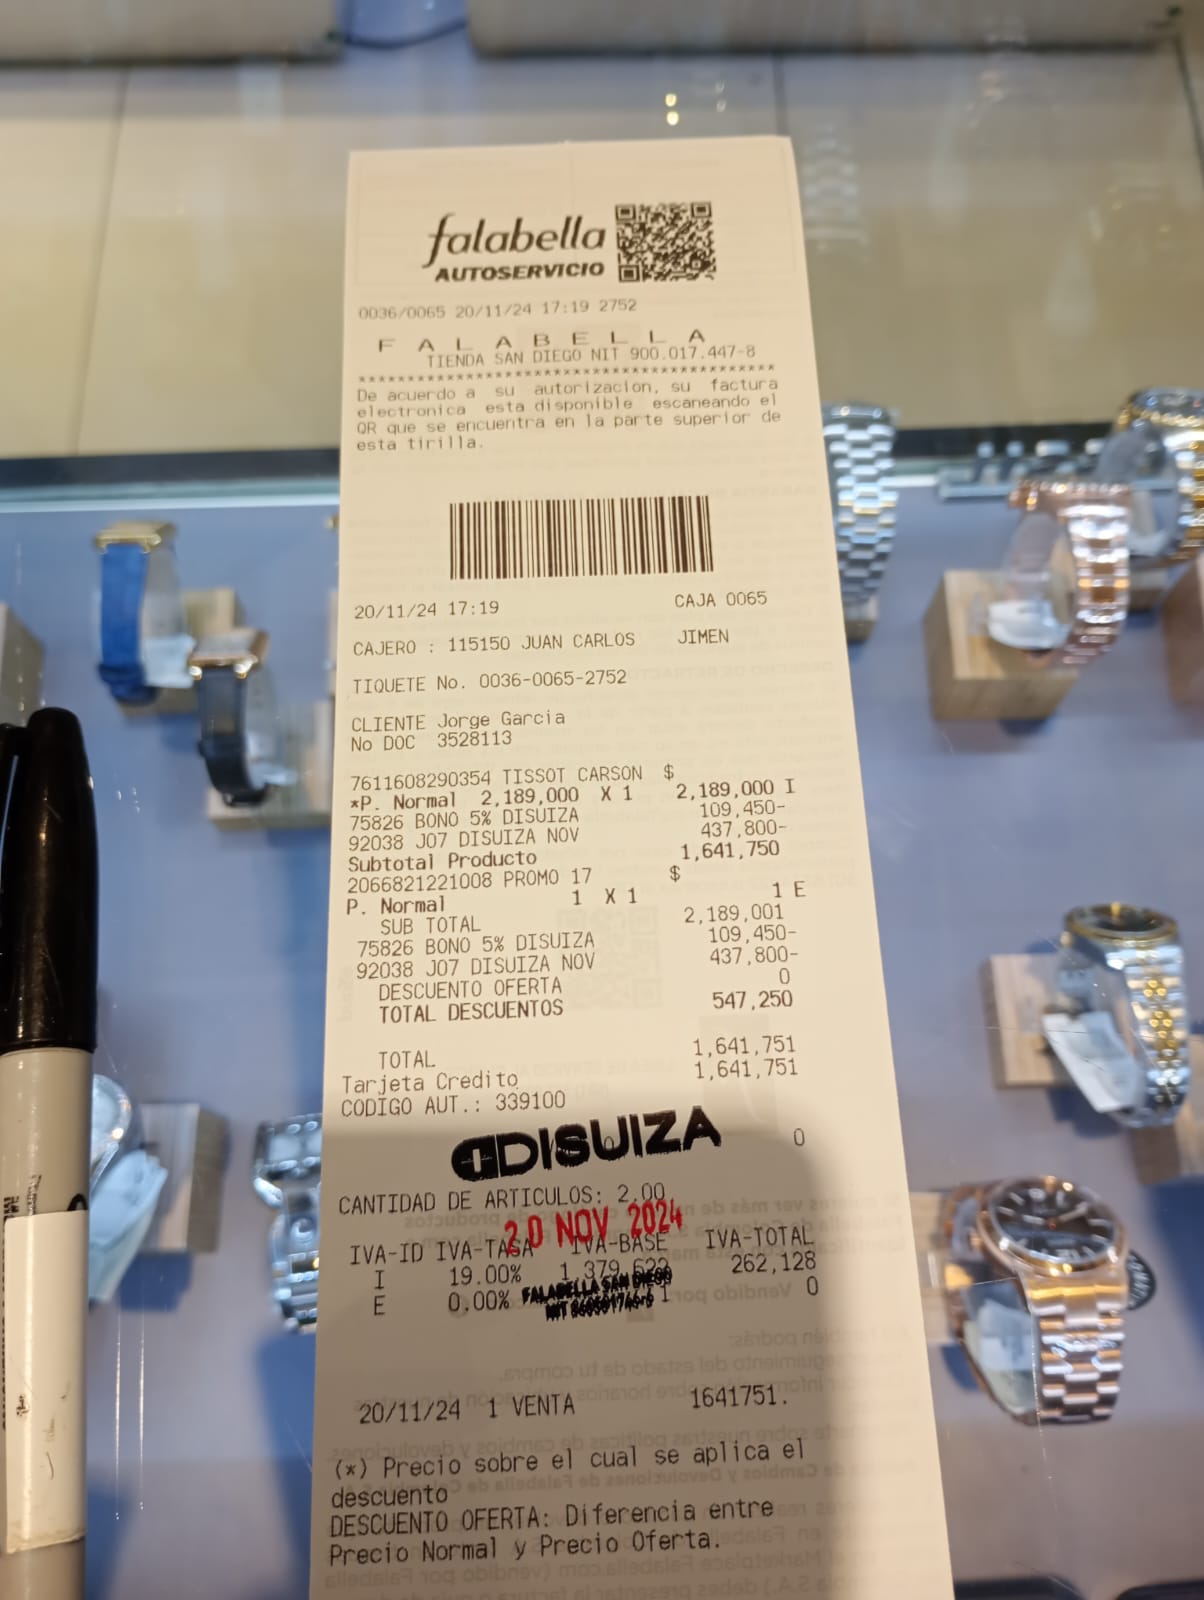 falabella
AUTOSERVICIO
0036/0065 20/11/24 17:19 2752
F A L A B E L L A
TIENDA SAN DIEGO NIT 900.017.447-8
De acuerdo a su autorizacion, su factura
electronica esta disponible escaneando el
QR que se encuentra en la parte superior de
esta tirilla.
20/11/24 17:19 CAJA 0065
CAJERO : 115150 JUAN CARLOS JIMEN
TIQUETE No. 0036-0065-2752
CLIENTE Jorge Garcia
No DOC 3528113
7611608290354 TISSOT CARSON $
*P. Normal 2,189,000 X 1 2,189,000 I
75826 BONO 5% DISUIZA 109,450-
92038 J07 DISUIZA NOV 437,800-
Subtotal Producto 1,641,750
2066821221008 PROMO 17 $
P. Normal 1 X 1 1 E
SUB TOTAL 2,189,001
75826 BONO 5% DISUIZA 109,450-
92038 J07 DISUIZA NOV 437,800-
DESCUENTO OFERTA 0
TOTAL DESCUENTOS 547,250
TOTAL 1,641,751
Tarjeta Credito 1,641,751
CODIGO AUT.: 339100
DISUIZA 0
CANTIDAD DE ARTICULOS: 2.00
20 NOV 2024
IVA-ID IVA-TASA IVA-BASE IVA-TOTAL
I 19.00% 1,379,622 262,128
FALABELLA SAN DIEGO
E 0.00% 1 0
NIT
20/11/24 1 VENTA 1641751.
(*) Precio sobre el cual se aplica el
descuento
DESCUENTO OFERTA: Diferencia entre
Precio Normal y Precio Oferta.